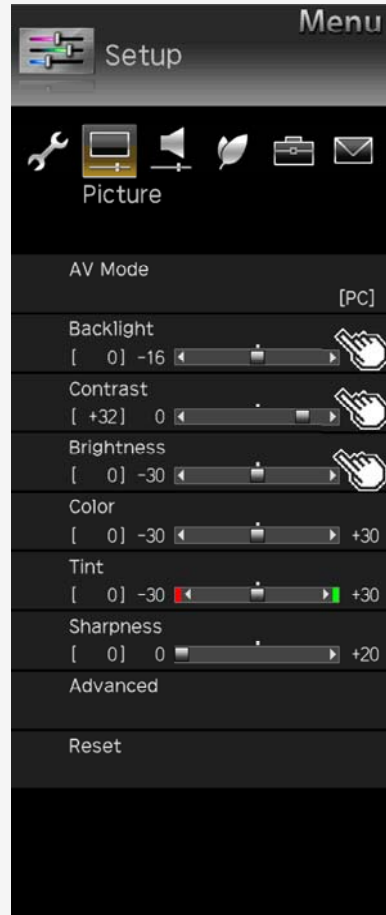 Menu
Setup
Picture
AV Mode
[PC]
Backlight
[ 0] -16
Contrast
[ +32] 0
Brightness
[ 0] -30
Color
[ 0] -30 +30
Tint
[ 0] -30 +30
Sharpness
[ 0] 0 +20
Advanced
Reset